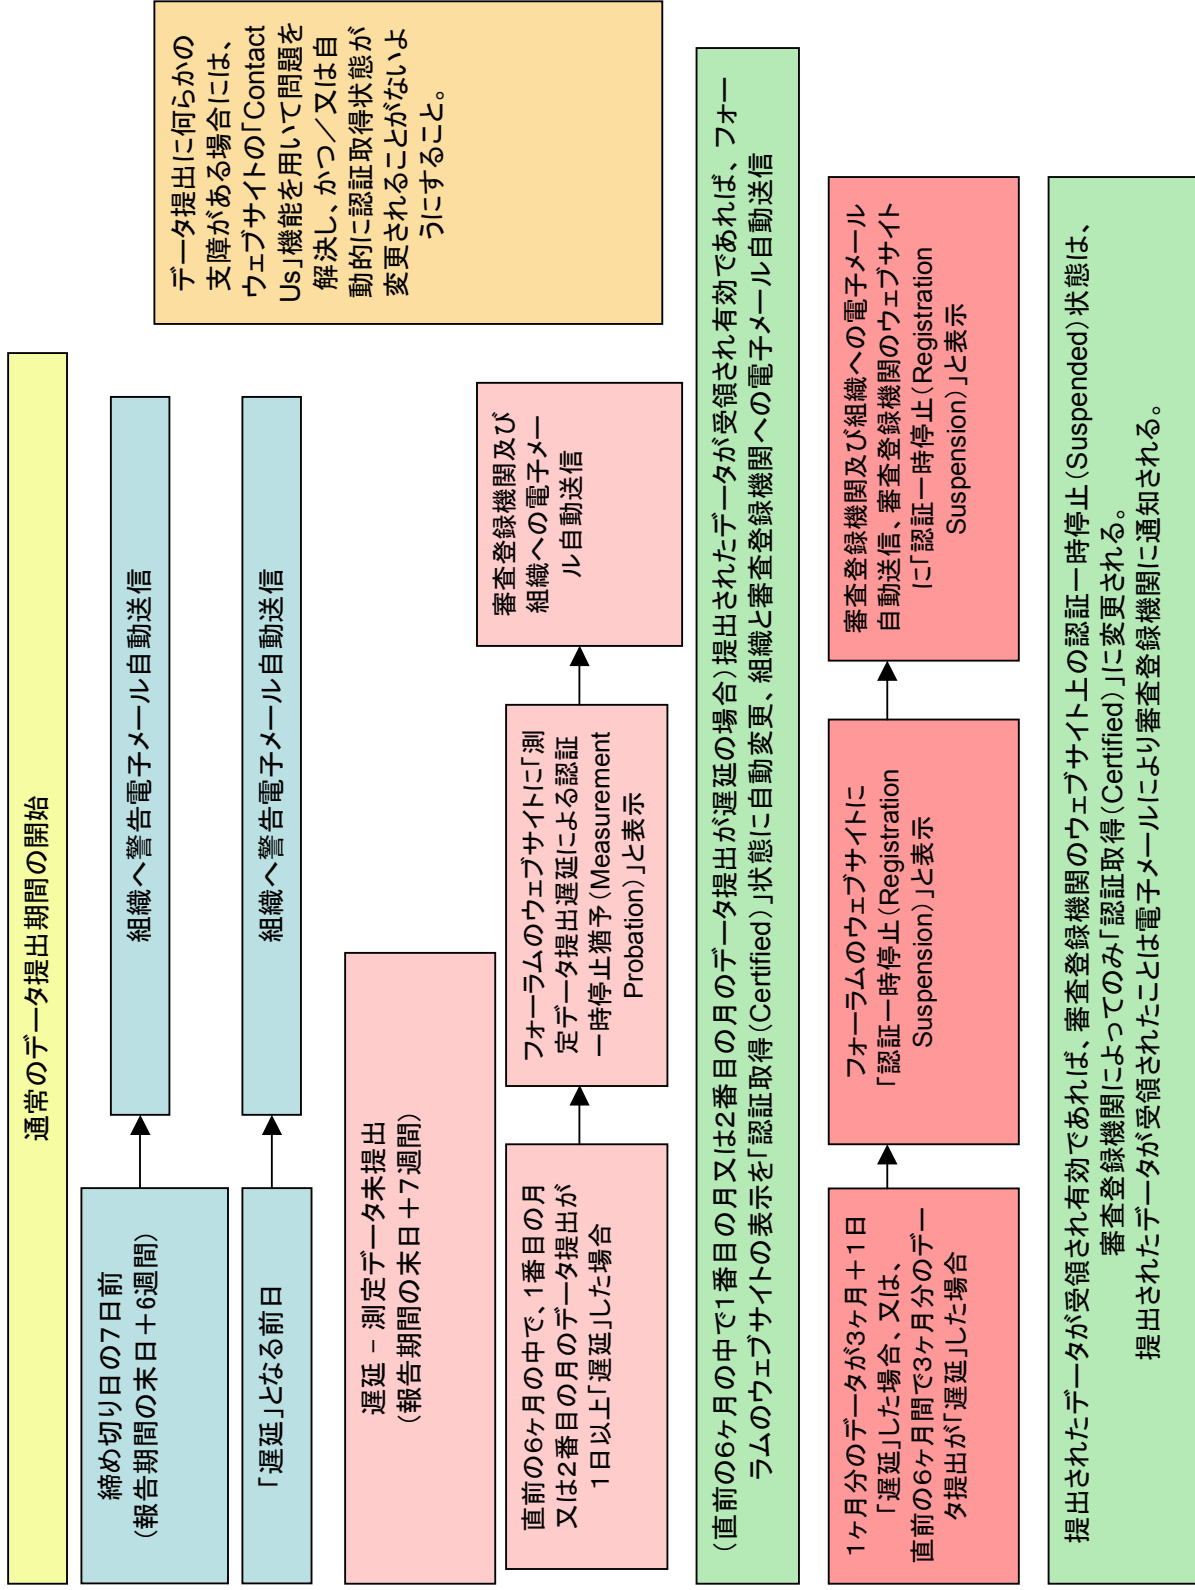 通常のデータ提出期間の開始
締め切り日の7日前
(報告期間の末日＋6週間)
組織へ警告電子メール自動送信
「遅延」となる前日
組織へ警告電子メール自動送信
データ提出に何らかの
支障がある場合には、
ウェブサイトの「Contact
Us」機能を用いて問題を
解決し、かつ／又は自
動的に認証取得状態が
変更されることがないよ
うにすること。
遅延 － 測定データ未提出
(報告期間の末日＋7週間)
直前の6ヶ月の中で、1番目の月
又は2番目の月のデータ提出が
1日以上「遅延」した場合
フォーラムのウェブサイトに「測
定データ提出遅延による認証
一時停止猶予(Measurement
Probation)」と表示
審査登録機関及び
組織への電子メー
ル自動送信
(直前の6ヶ月の中で1番目の月又は2番目の月のデータ提出が遅延の場合)提出されたデータが受領され有効であれば、フォー
ラムのウェブサイトの表示を「認証取得(Certified)」状態に自動変更、組織と審査登録機関への電子メール自動送信
1ヶ月分のデータが3ヶ月＋1日
「遅延」した場合、又は、
直前の6ヶ月間で3ヶ月分のデー
タ提出が「遅延」した場合
フォーラムのウェブサイトに
「認証一時停止(Registration
Suspension)」と表示
審査登録機関及び組織への電子メール
自動送信、審査登録機関のウェブサイト
に「認証一時停止(Registration
Suspension)」と表示
提出されたデータが受領され有効であれば、審査登録機関のウェブサイト上の認証一時停止(Suspended)状態は、
審査登録機関によってのみ「認証取得(Certified)」に変更される。
提出されたデータが受領されたことは電子メールにより審査登録機関に通知される。